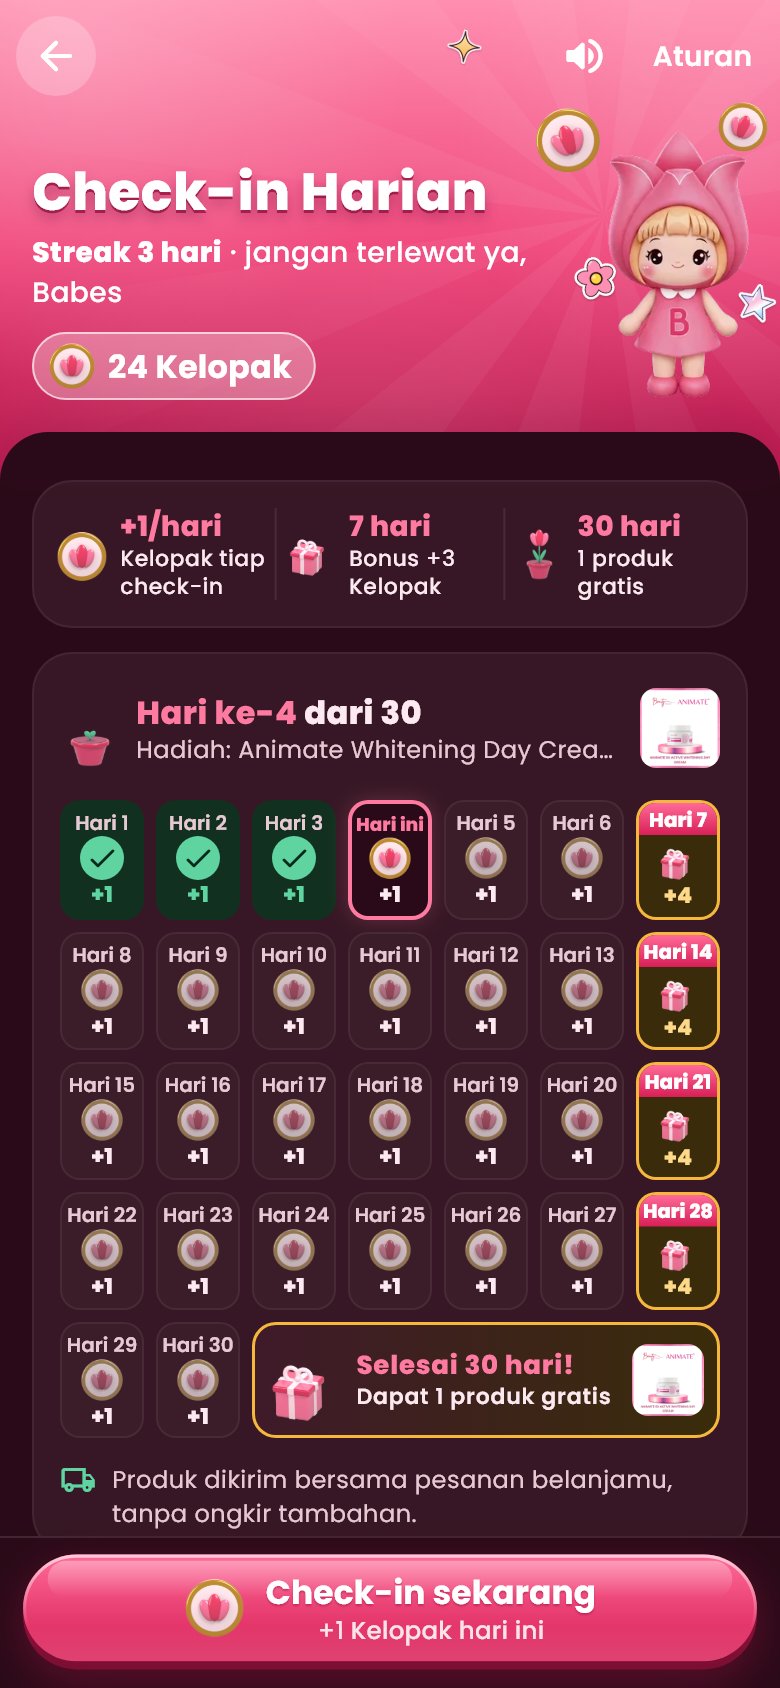 Aturan
Check-in Harian
Streak 3 hari · jangan terlewat ya,
Babes
24 Kelopak
B
+1/hari
Kelopak tiap
check-in
7 hari
Bonus +3
Kelopak
30 hari
1 produk
gratis
Hari ke-4 dari 30
Hadiah: Animate Whitening Day Crea...
ANIMATE
Hari 1
Hari 2
Hari 3
Hari ini
Hari 5
Hari 6
Hari 7
+1
+1
+1
+1
+1
+1
+4
Hari 8
Hari 9
Hari 10
Hari 11
Hari 12
Hari 13
Hari 14
+1
+1
+1
+1
+1
+1
+4
Hari 15
Hari 16
Hari 17
Hari 18
Hari 19
Hari 20
Hari 21
+1
+1
+1
+1
+1
+1
+4
Hari 22
Hari 23
Hari 24
Hari 25
Hari 26
Hari 27
Hari 28
+1
+1
+1
+1
+1
+1
+4
Hari 29
Hari 30
+1
+1
Selesai 30 hari!
Dapat 1 produk gratis
ANIMATE
Produk dikirim bersama pesanan belanjamu,
tanpa ongkir tambahan.
Check-in sekarang
+1 Kelopak hari ini